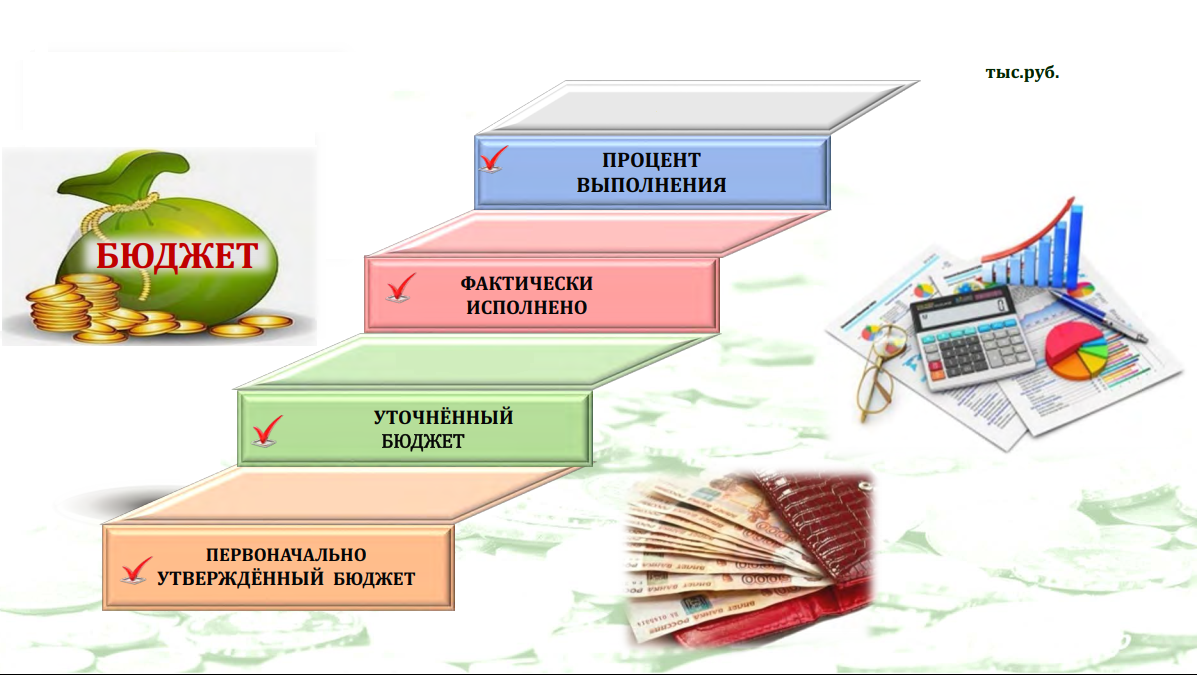 тыс.руб.
ПРОЦЕНТ
ВЫПОЛНЕНИЯ
БЮДЖЕТ
ФАКТИЧЕСКИ
ИСПОЛНЕНО
УТОЧНЁННЫЙ
БЮДЖЕТ
ПЕРВОНАЧАЛЬНО
УТВЕРЖДЁННЫЙ БЮДЖЕТ